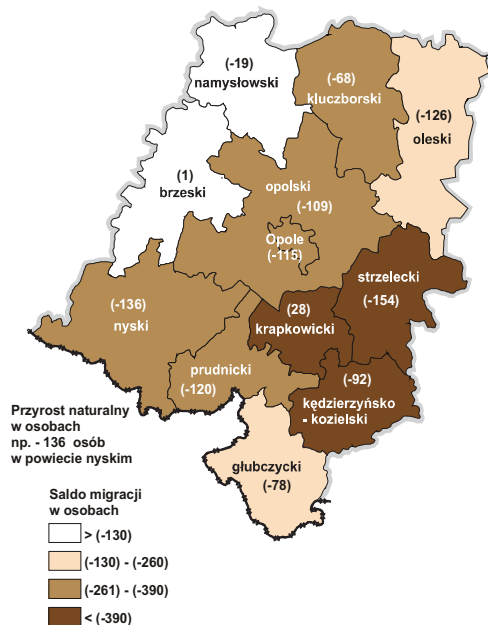 (-19)
namysłowski
(-68)
kluczborski
(-126)
oleski
(1)
brzeski
opolski
(-109)
Opole
(-115)
strzelecki
(-154)
(-136)
nyski
(28)
krapkowicki
prudnicki
(-120)
(-92)
kędzierzyńsko
- kozielski
głubczycki
(-78)
Przyrost naturalny
w osobach
np. - 136 osób
w powiecie nyskim
Saldo migracji
w osobach
> (-130)
(-130) - (-260)
(-261) - (-390)
< (-390)